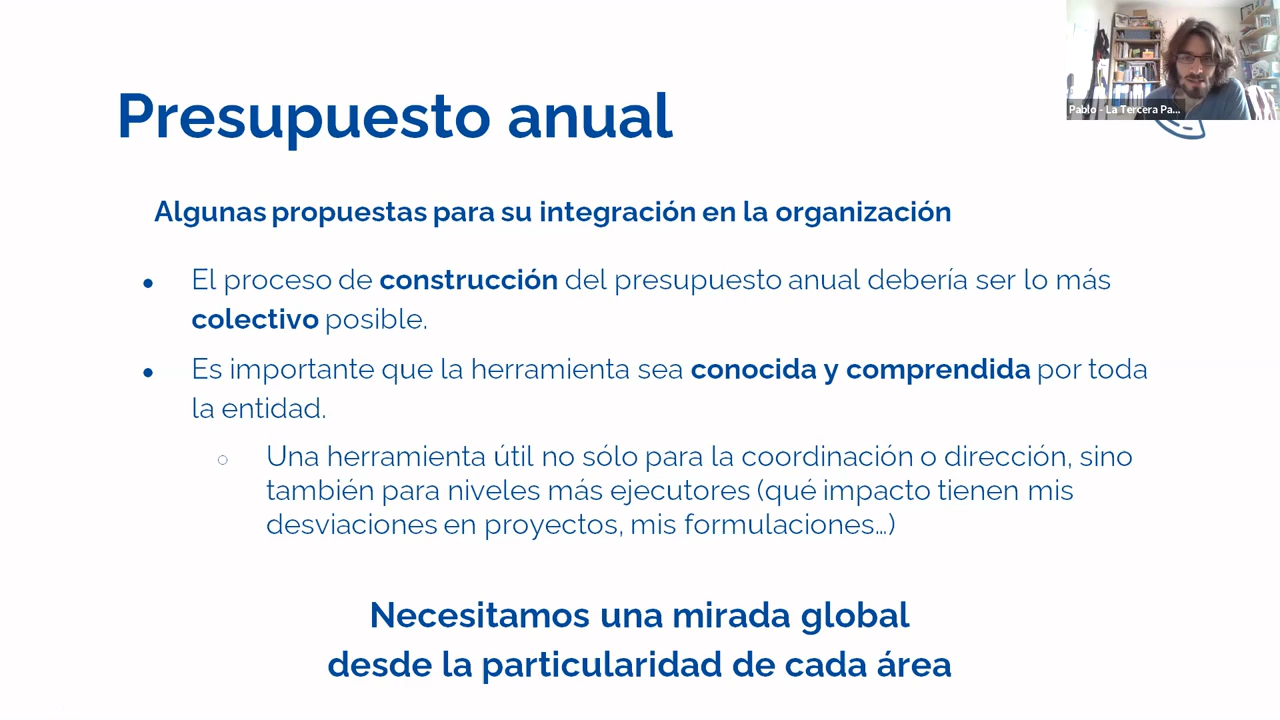 Pablo - La Tercera Pa...
Presupuesto anual
Algunas propuestas para su integración en la organización
● El proceso de construcción del presupuesto anual debería ser lo más
colectivo posible.
● Es importante que la herramienta sea conocida y comprendida por toda
la entidad.
○ Una herramienta útil no sólo para la coordinación o dirección, sino
también para niveles más ejecutores (qué impacto tienen mis
desviaciones en proyectos, mis formulaciones...)
Necesitamos una mirada global
desde la particularidad de cada área